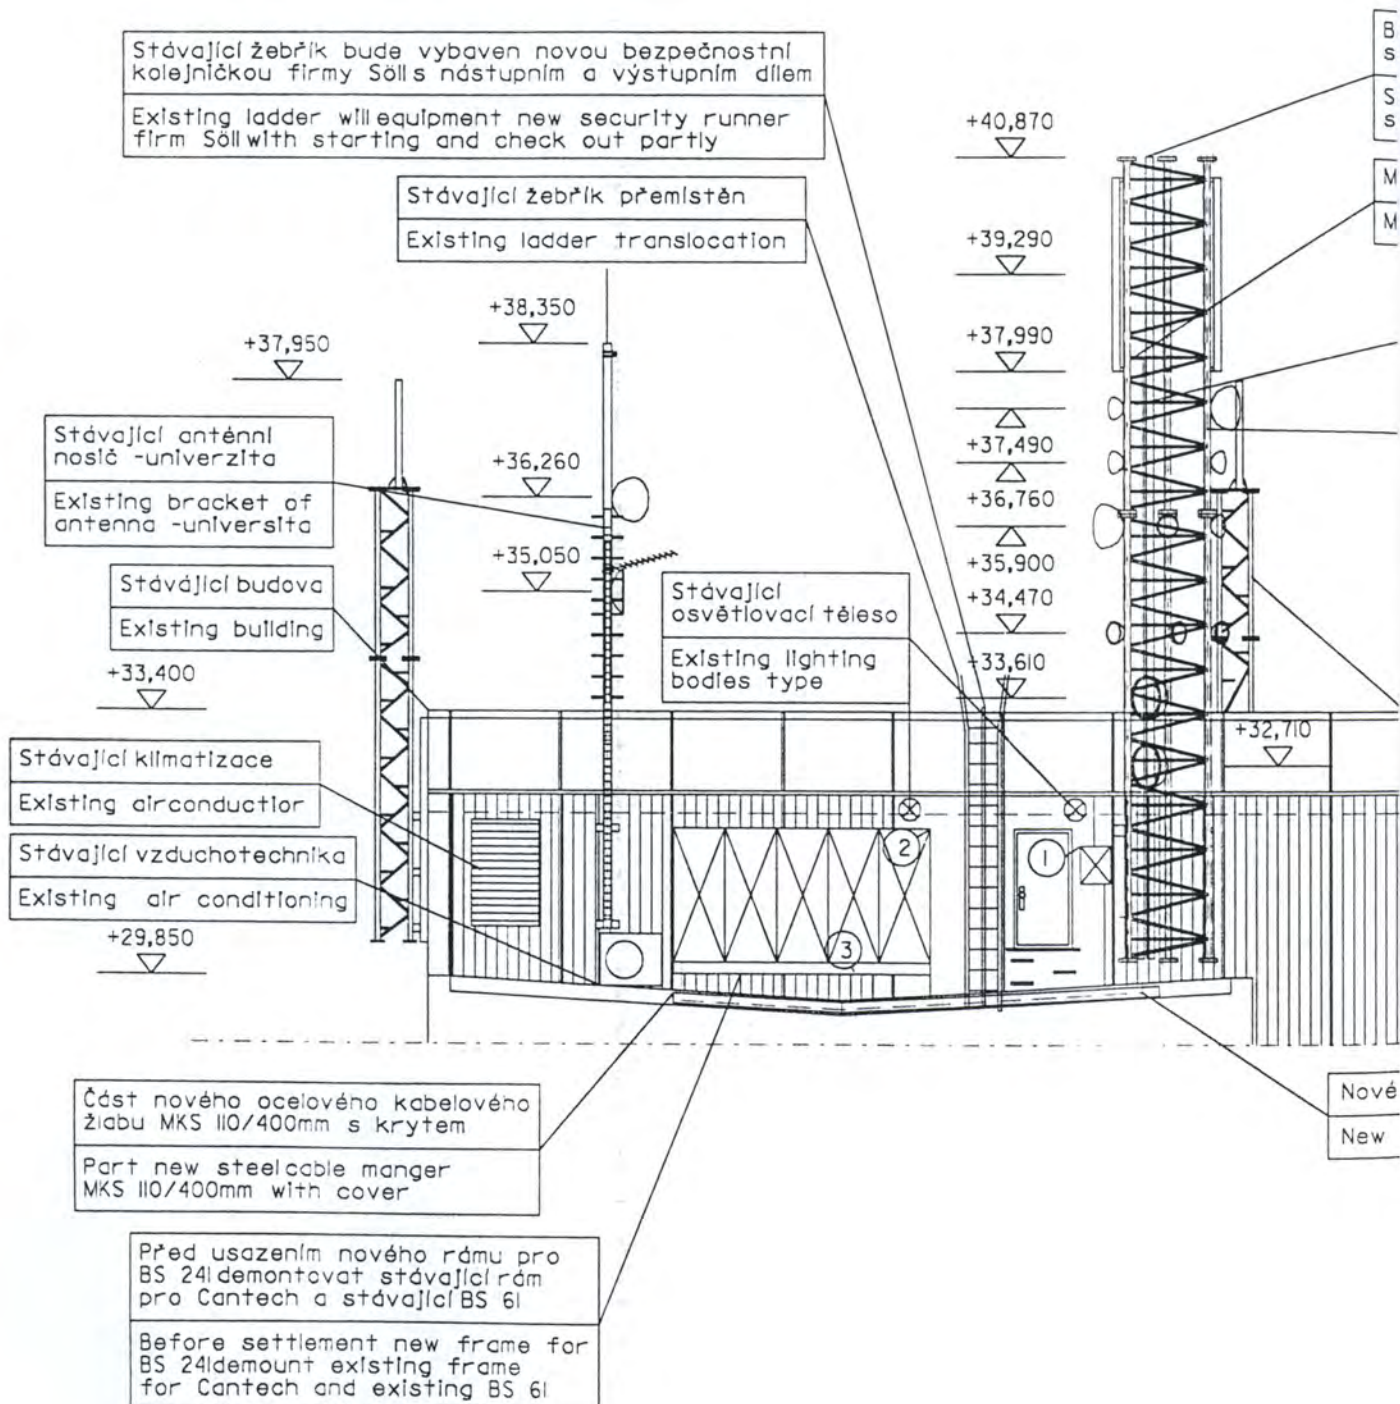 Stávající žebřík bude vybaven novou bezpečnostní
kolejničkou firmy Söll s nástupním a výstupním dílem
Existing ladder will equipment new security runner
firm Söll with starting and check out partly
B
s
S
s
M
M
Stávající žebřík přemístěn
Existing ladder translocation
+40,870
+39,290
+38,350
+37,990
+37,950
+37,490
+36,760
+35,900
+34,470
+33,610
+36,260
+35,050
Stávající anténní
nosič -univerzita
Existing bracket of
antenna -universita
Stávájící budova
Existing building
Stávající
osvětlovací těleso
Existing lighting
bodies type
+33,400
+32,710
Stávající klimatizace
Existing airconductior
Stávající vzduchotechnika
Existing air conditioning
+29,850
1
2
3
Část nového ocelového kabelového
žlabu MKS 110/400mm s krytem
Part new steel cable manger
MKS 110/400mm with cover
Nové
New
Před usazením nového rámu pro
BS 241 demontovat stávající rám
pro Cantech a stávající BS 61
Before settlement new frame for
BS 241demount existing frame
for Cantech and existing BS 61